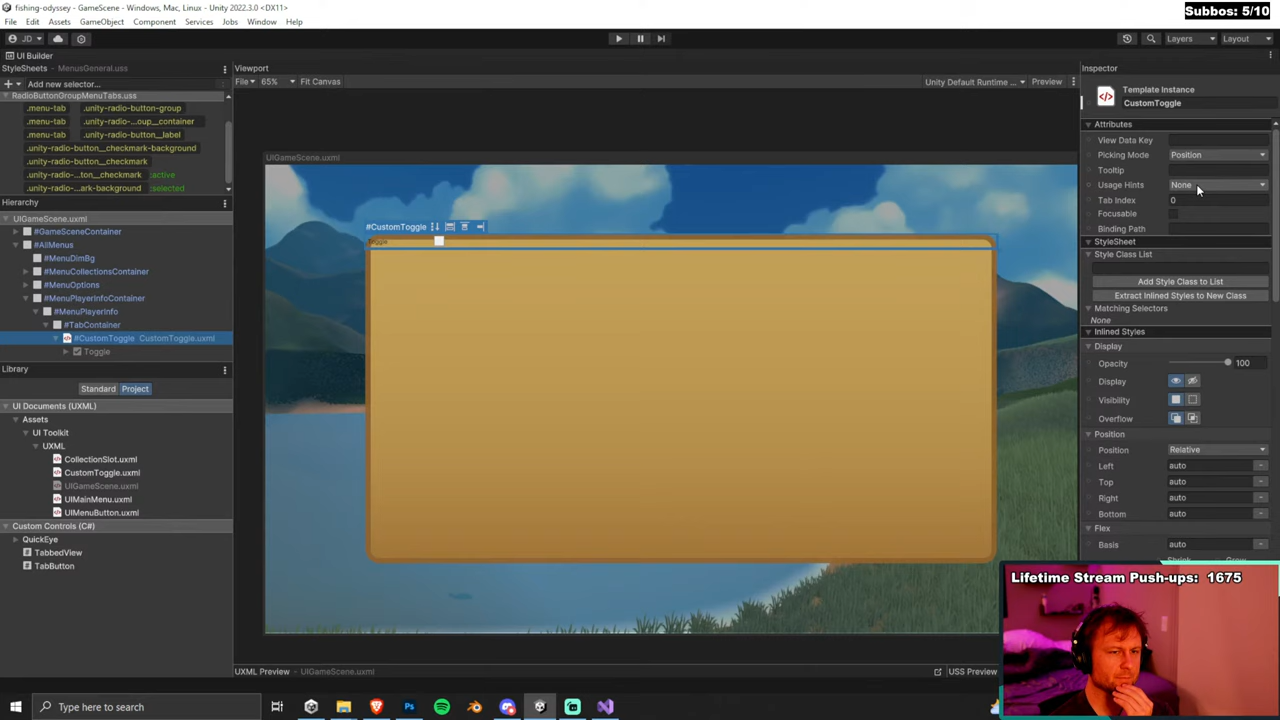 fishing-odyssey - GameScene - Windows, Mac, Linux - Unity 2022.3.0 <DX11>
Subbos: 5/10
File Edit Assets GameObject Component Services Jobs Window Help
JD Layers Layout
UI Builder
StyleSheets MenusGeneral.uss
Viewport
Inspector
+ Add new selector...
File 65% Fit Canvas Unity Default Runtime ... Preview
RadioButtonGroupMenuTabs.uss
.menu-tab .unity-radio-button-group
.menu-tab .unity-radio-...oup__container
.menu-tab .unity-radio-button__label
.unity-radio-button__checkmark-background
.unity-radio-button__checkmark
.unity-radio-...ton__checkmark :active
.unity-radio-...ark-background :selected
Hierarchy
UIGameScene.uxml
#GameSceneContainer
#AllMenus
#MenuDimBg
#MenuCollectionsContainer
#MenuOptions
#MenuPlayerInfoContainer
#MenuPlayerInfo
#TabContainer
#CustomToggle CustomToggle.uxml
Toggle
Library
Standard Project
UI Documents (UXML)
Assets
UI Toolkit
UXML
CollectionSlot.uxml
CustomToggle.uxml
UIGameScene.uxml
UIMainMenu.uxml
UIMenuButton.uxml
Custom Controls (C#)
QuickEye
TabbedView
TabButton
UIGameScene.uxml
#CustomToggle
Toggle
UXML Preview UIGameScene.uxml
USS Preview
Template Instance
CustomToggle
Attributes
View Data Key
Picking Mode Position
Tooltip
Usage Hints None
Tab Index 0
Focusable
Binding Path
StyleSheet
Style Class List
Add Style Class to List
Extract Inlined Styles to New Class
Matching Selectors
None
Inlined Styles
Display
Opacity 100
Display
Visibility
Overflow
Position
Position Relative
Left auto
Top auto
Right auto
Bottom auto
Flex
Basis auto
Lifetime Stream Push-ups: 1675
Type here to search